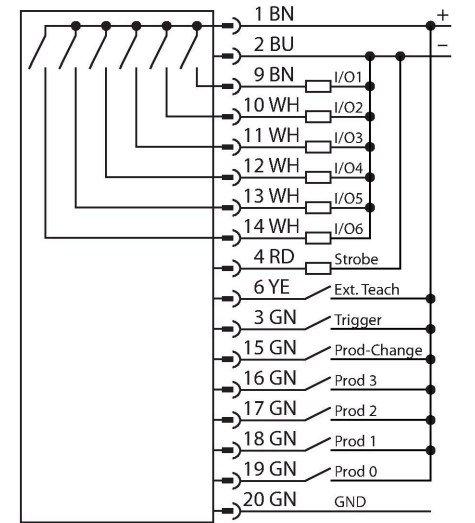 1 BN +
2 BU −
9 BN I/O1
10 WH I/O2
11 WH I/O3
12 WH I/O4
13 WH I/O5
14 WH I/O6
4 RD Strobe
6 YE Ext. Teach
3 GN Trigger
15 GN Prod-Change
16 GN Prod 3
17 GN Prod 2
18 GN Prod 1
19 GN Prod 0
20 GN GND